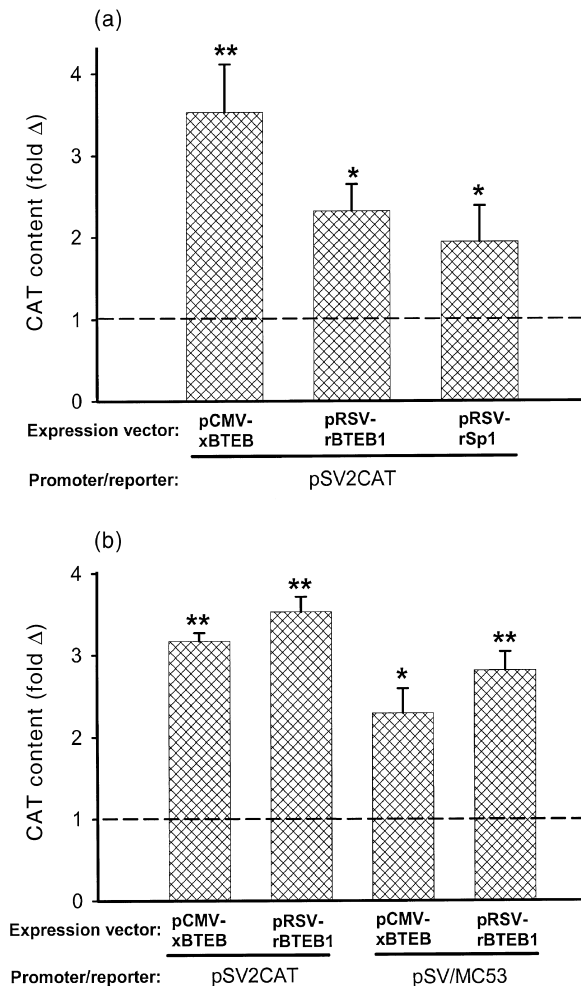 (a)
**
4
3
2
1
0
*
*
CAT content (fold Δ)
Expression vector: pCMV-xBTEB pRSV-rBTEB1 pRSV-rSp1
Promoter/reporter: pSV2CAT
(b)
4
3
2
1
0
**
**
*
**
CAT content (fold Δ)
Expression vector: pCMV-xBTEB pRSV-rBTEB1 pCMV-xBTEB pRSV-rBTEB1
Promoter/reporter: pSV2CAT pSV/MC53